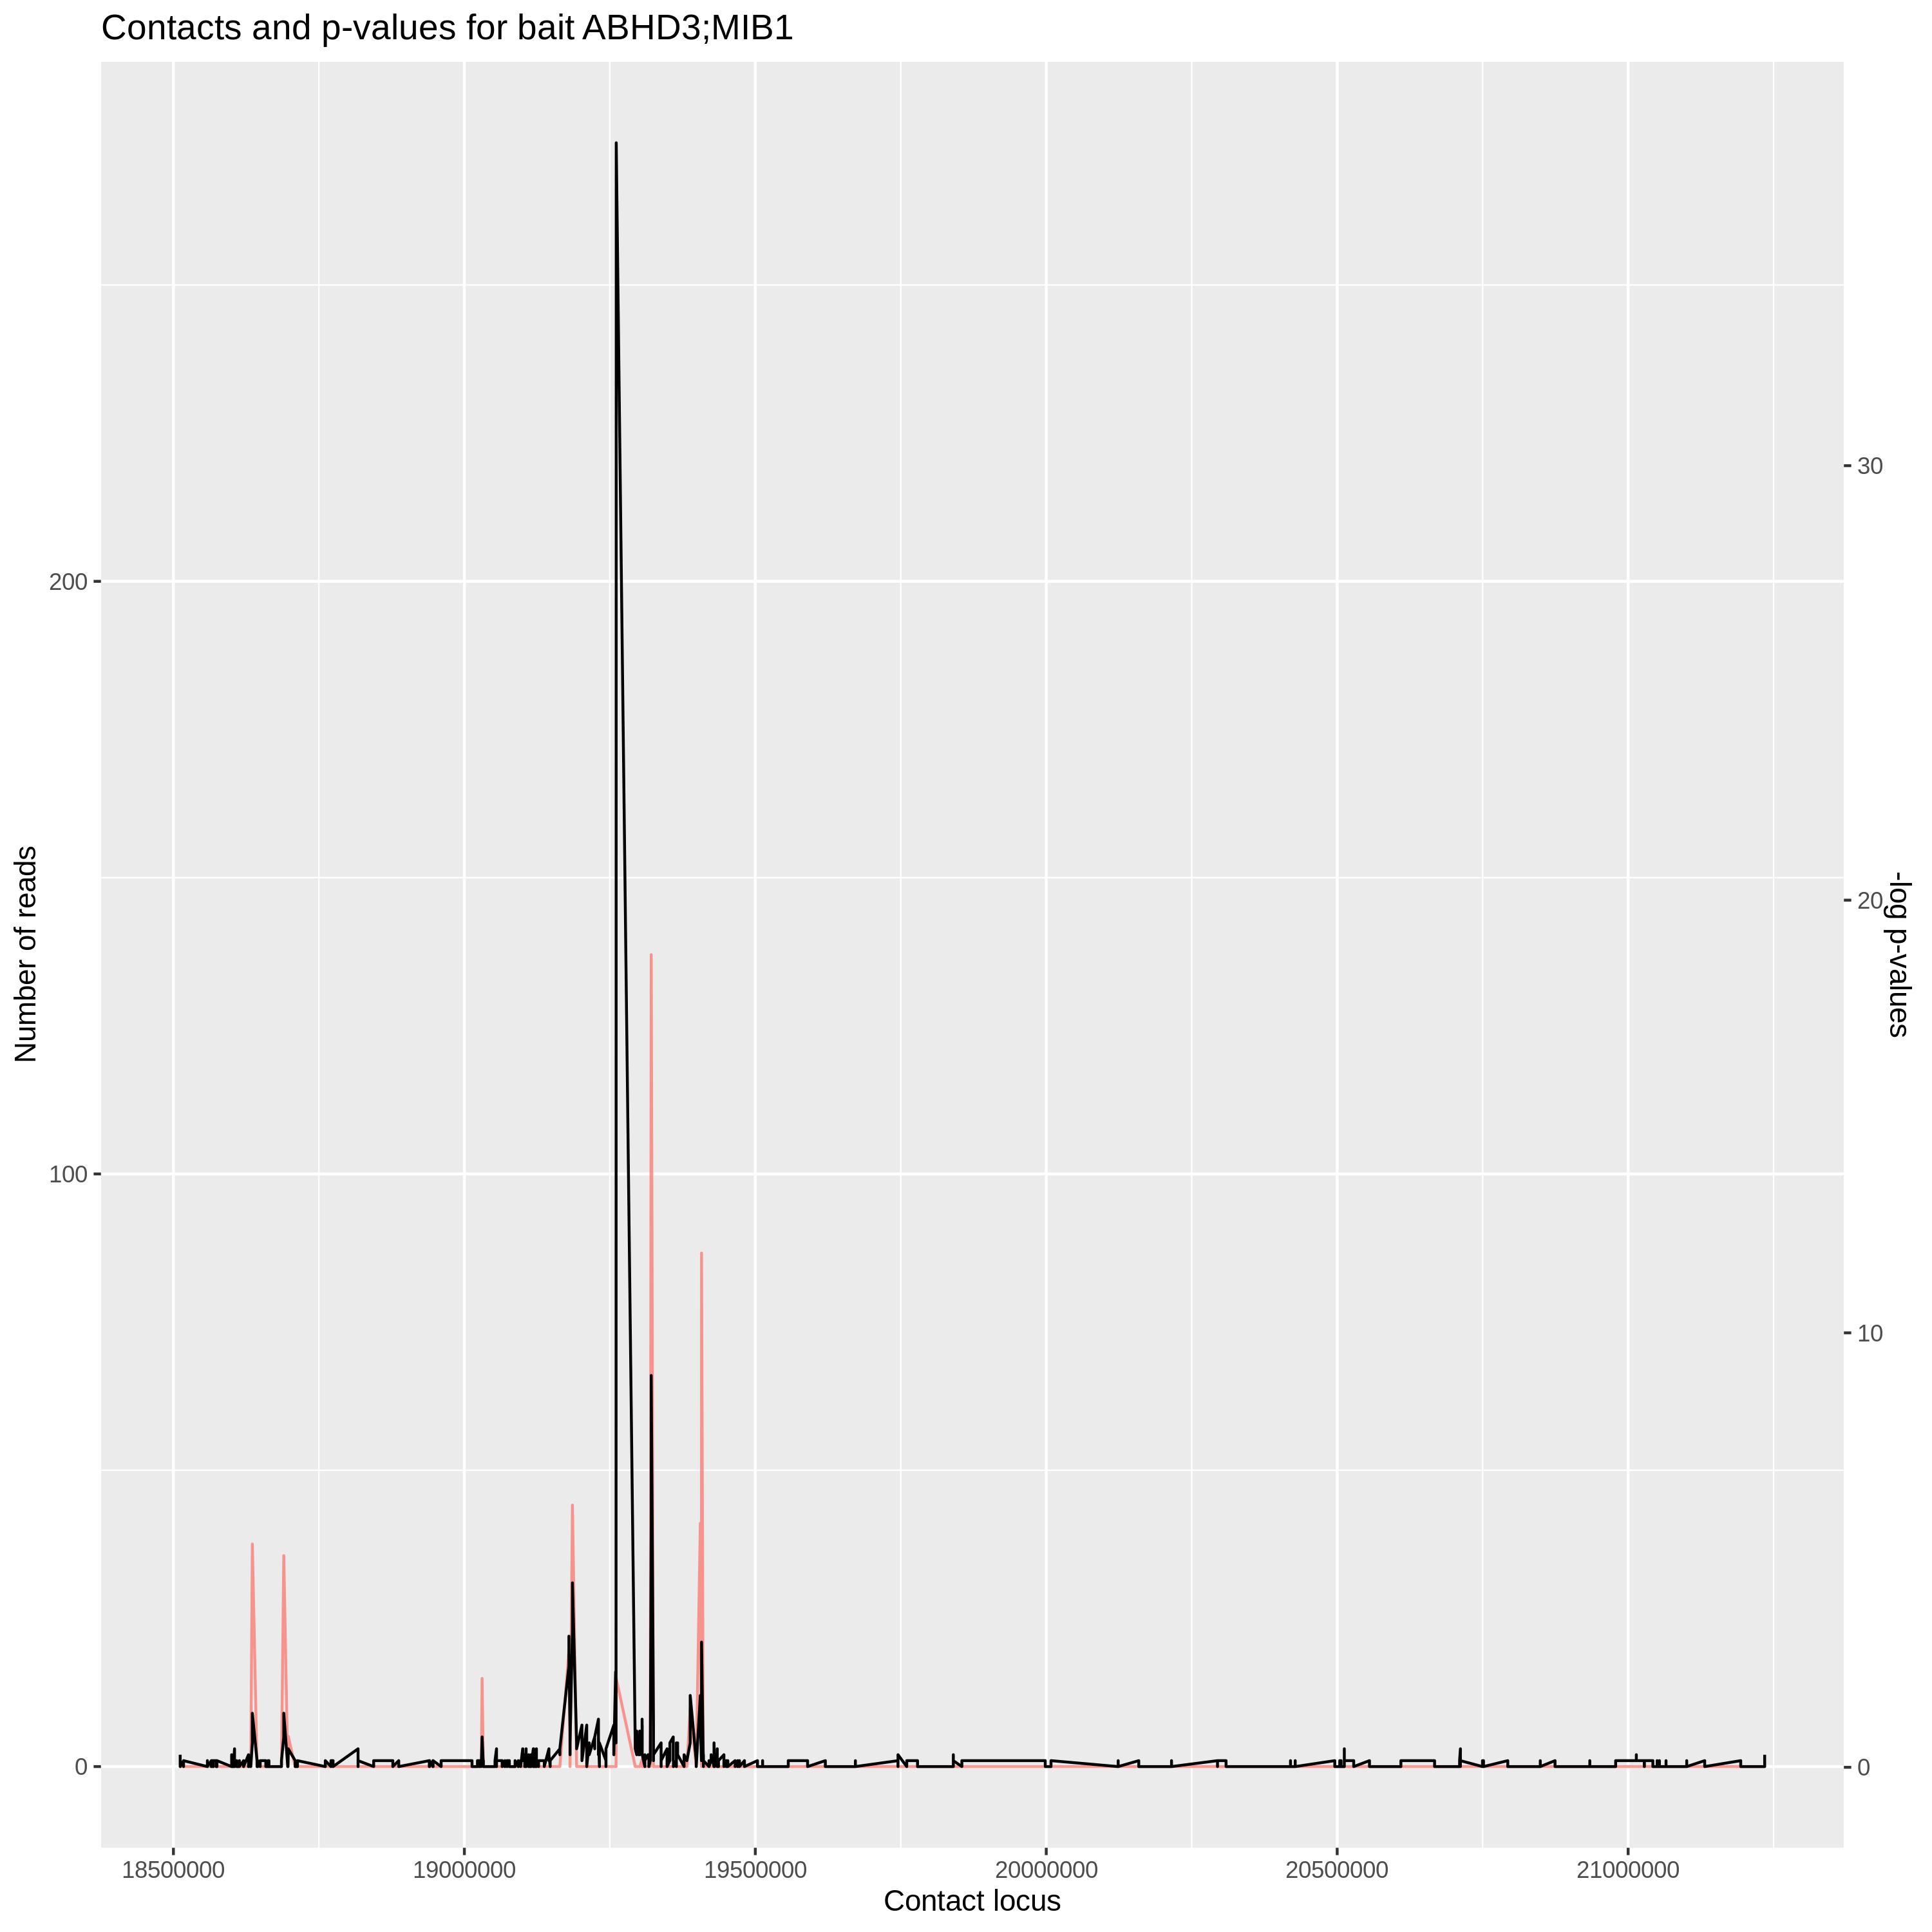 Contacts and p-values for bait ABHD3;MIB1
Number of reads
200
100
0
30
20
10
0
-log p-values
18500000 19000000 19500000 20000000 20500000 21000000
Contact locus